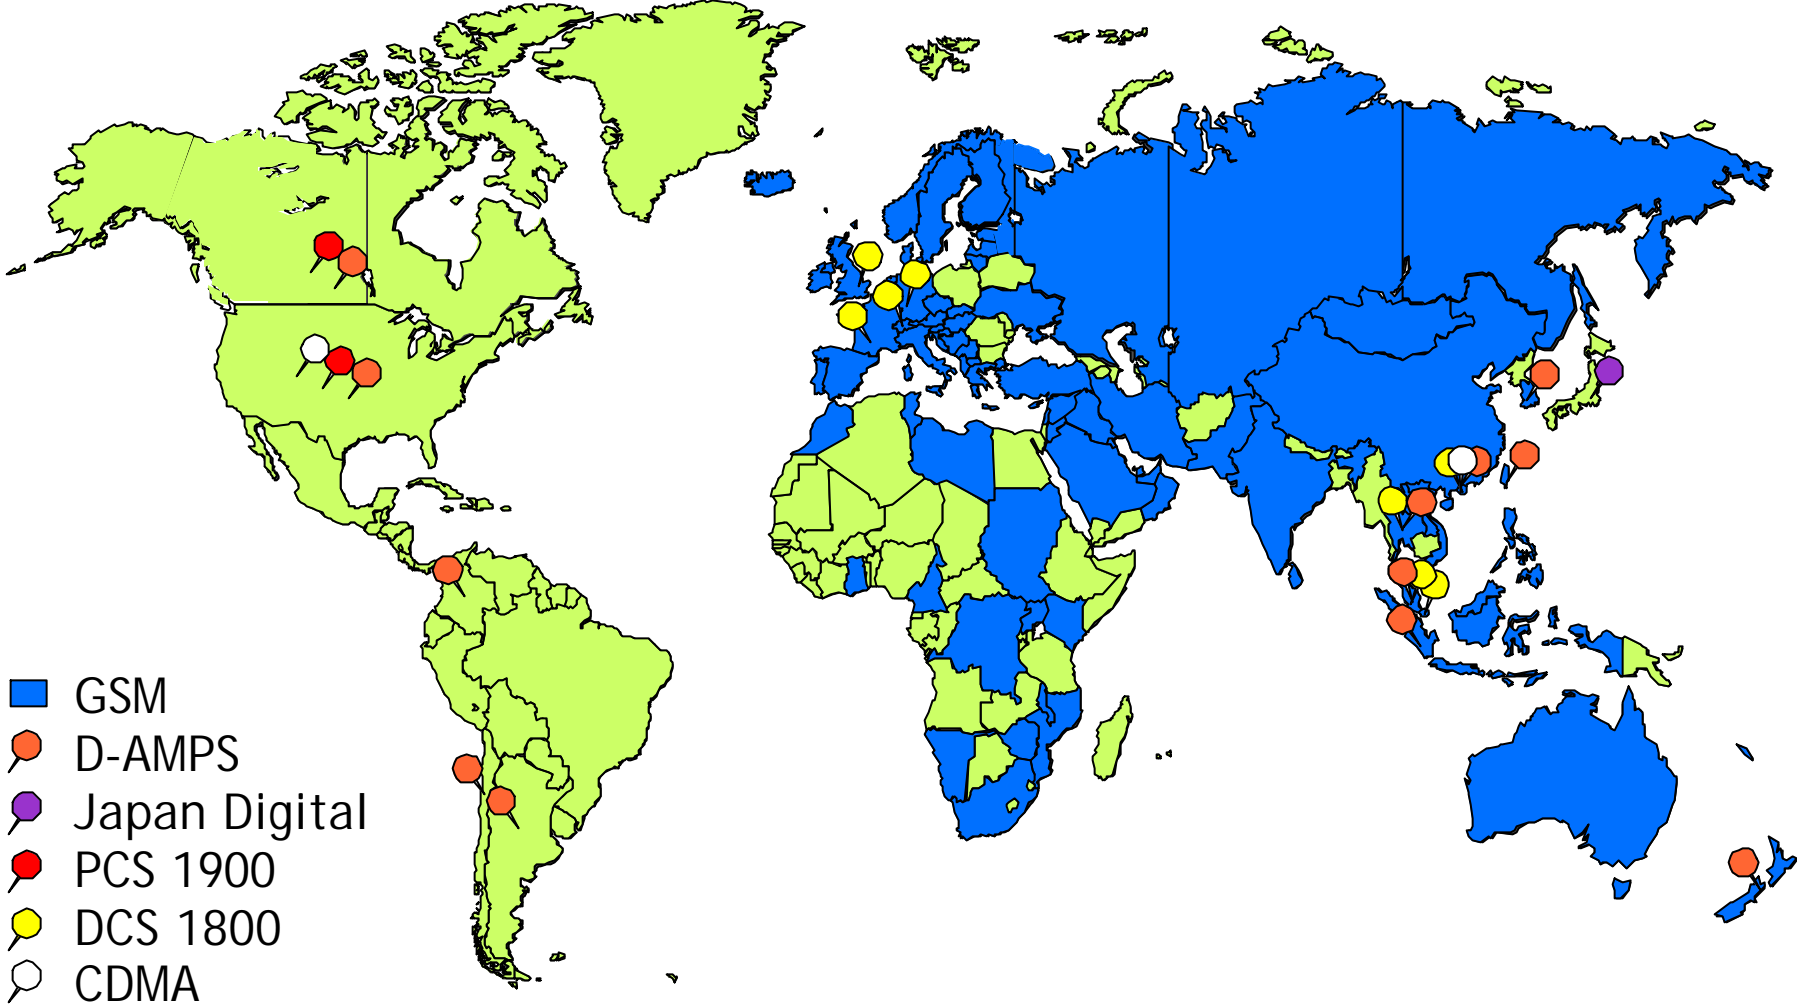 GSM
D-AMPS
Japan Digital
PCS 1900
DCS 1800
CDMA